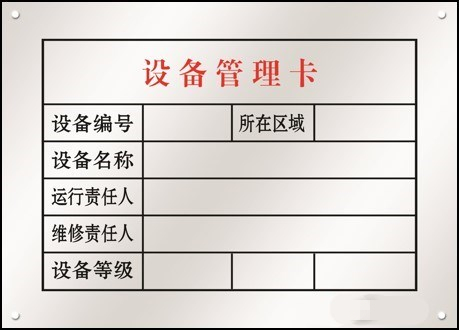 设备管理卡
设备编号 所在区域
设备名称
运行责任人
维修责任人
设备等级